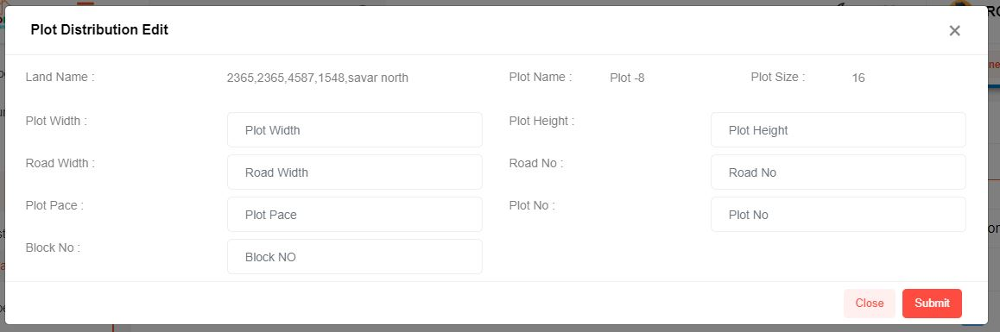 Plot Distribution Edit ×
Land Name : 2365,2365,4587,1548,savar north Plot Name : Plot -8 Plot Size : 16
Plot Width : Plot Width Plot Height : Plot Height
Road Width : Road Width Road No : Road No
Plot Pace : Plot Pace Plot No : Plot No
Block No : Block NO
Close Submit